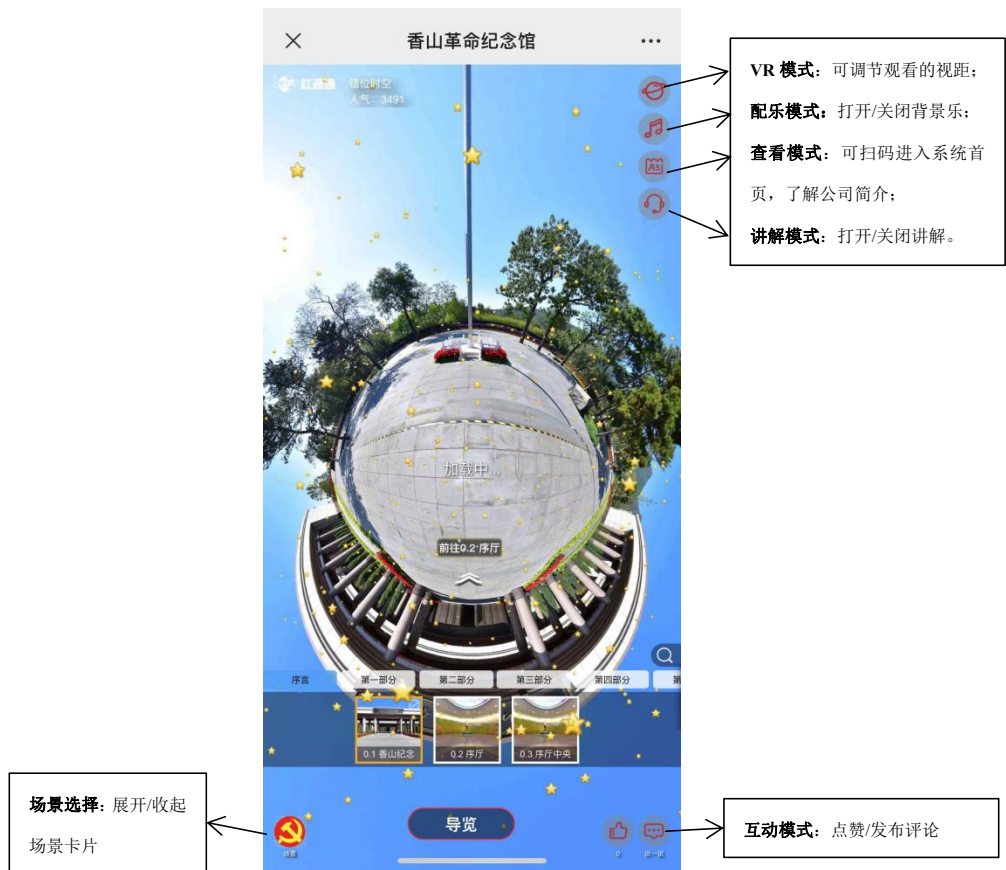 香山革命纪念馆
红道通
错位时空
人气：3491
VR 模式：可调节观看的视距；
配乐模式：打开/关闭背景乐；
查看模式：可扫码进入系统首
页，了解公司简介；
讲解模式：打开/关闭讲解。
加载中...
前往0.2 序厅
序言
第一部分
第二部分
第三部分
第四部分
第
0.1 香山纪念
0.2 序厅
0.3 序厅中央
场景选择：展开/收起
场景卡片
场景
导览
0
说一说
互动模式：点赞/发布评论